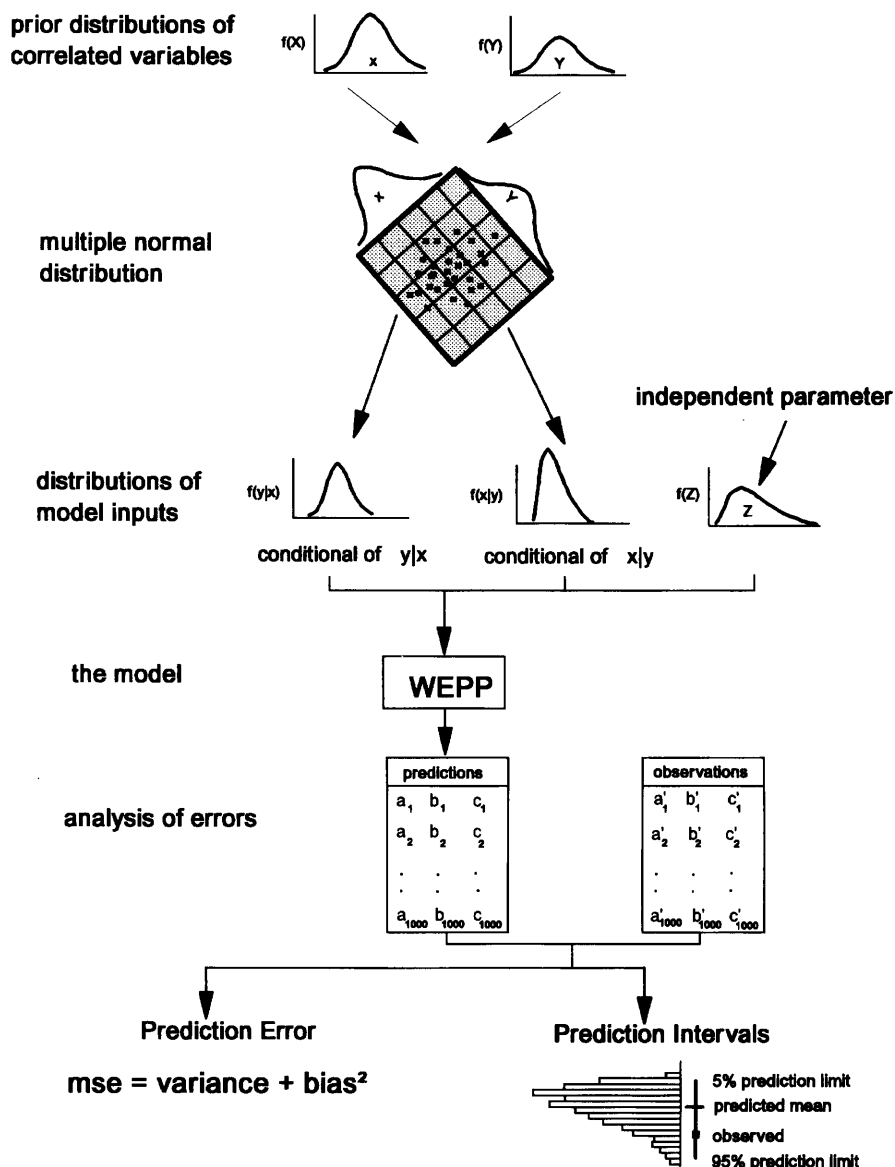 prior distributions of
correlated variables
f(X)
X
f(Y)
Y
X
Y
multiple normal
distribution
independent parameter
distributions of
model inputs
f(y|x)
f(x|y)
f(Z)
Z
conditional of y|x
conditional of x|y
the model
WEPP
analysis of errors
predictions
a1 b1 c1
a2 b2 c2
. . .
. . .
a1000 b1000 c1000
observations
a'1 b'1 c'1
a'2 b'2 c'2
. . .
. . .
a'1000 b'1000 c'1000
Prediction Error
mse = variance + bias²
Prediction Intervals
5% prediction limit
predicted mean
observed
95% prediction limit